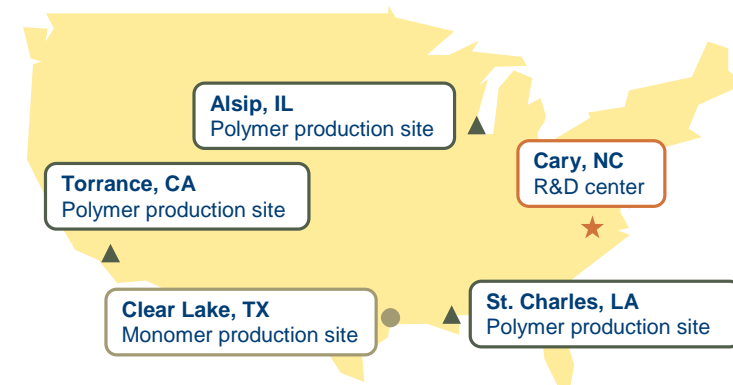 Alsip, IL
Polymer production site
Cary, NC
R&D center
Torrance, CA
Polymer production site
Clear Lake, TX
Monomer production site
St. Charles, LA
Polymer production site